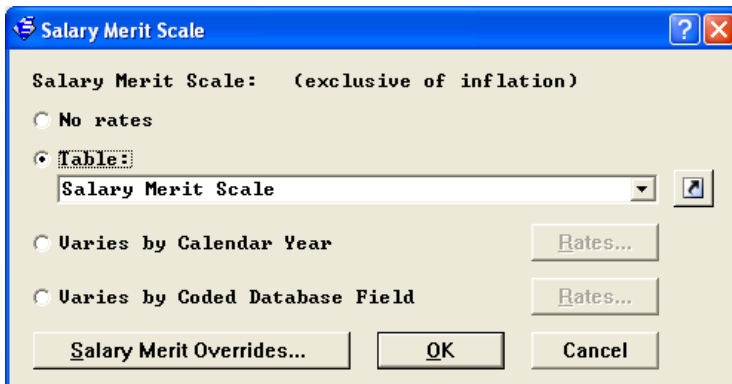 Salary Merit Scale
Salary Merit Scale: (exclusive of inflation)
No rates
Table:
Salary Merit Scale
Varies by Calendar Year Rates...
Varies by Coded Database Field Rates...
Salary Merit Overrides... OK Cancel